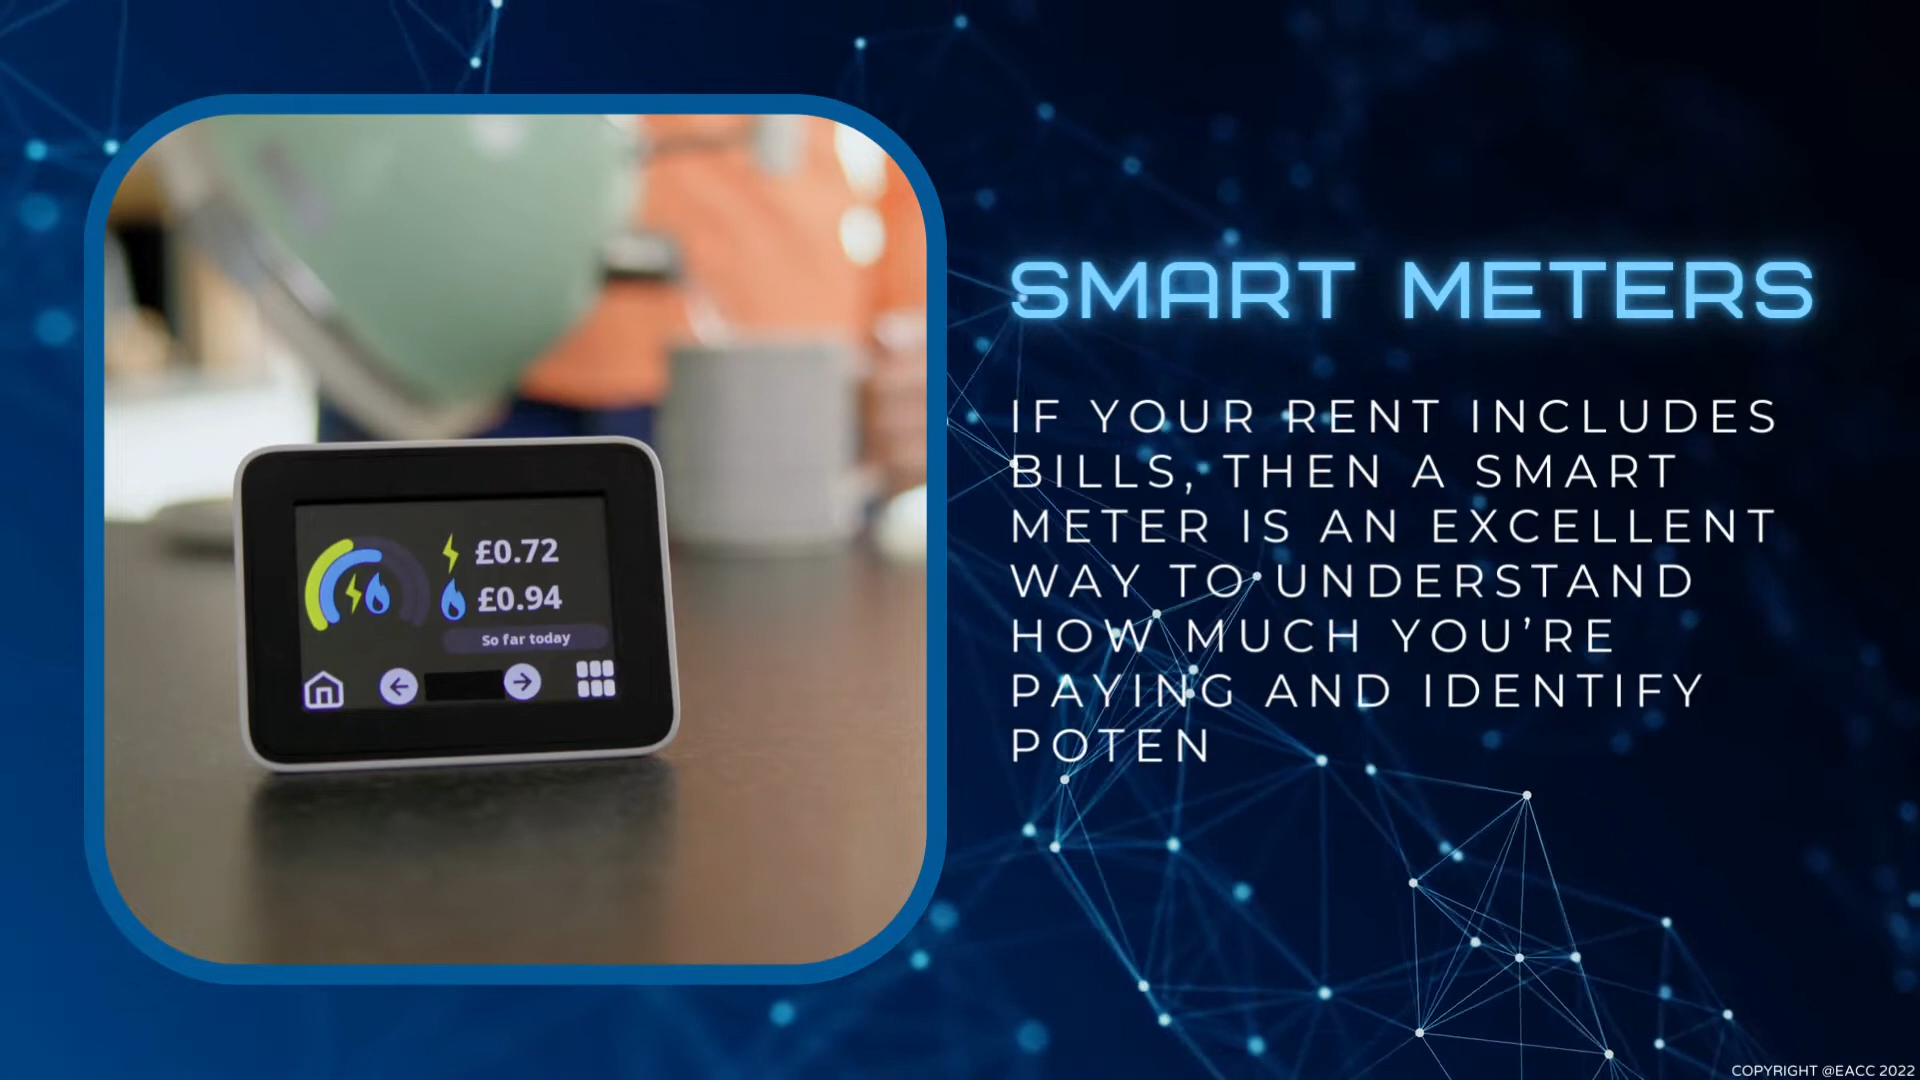 SMART METERS
IF YOUR RENT INCLUDES
BILLS, THEN A SMART
METER IS AN EXCELLENT
WAY TO UNDERSTAND
HOW MUCH YOU’RE
PAYING AND IDENTIFY
POTEN
£0.72
£0.94
So far today
COPYRIGHT @EACC 2022